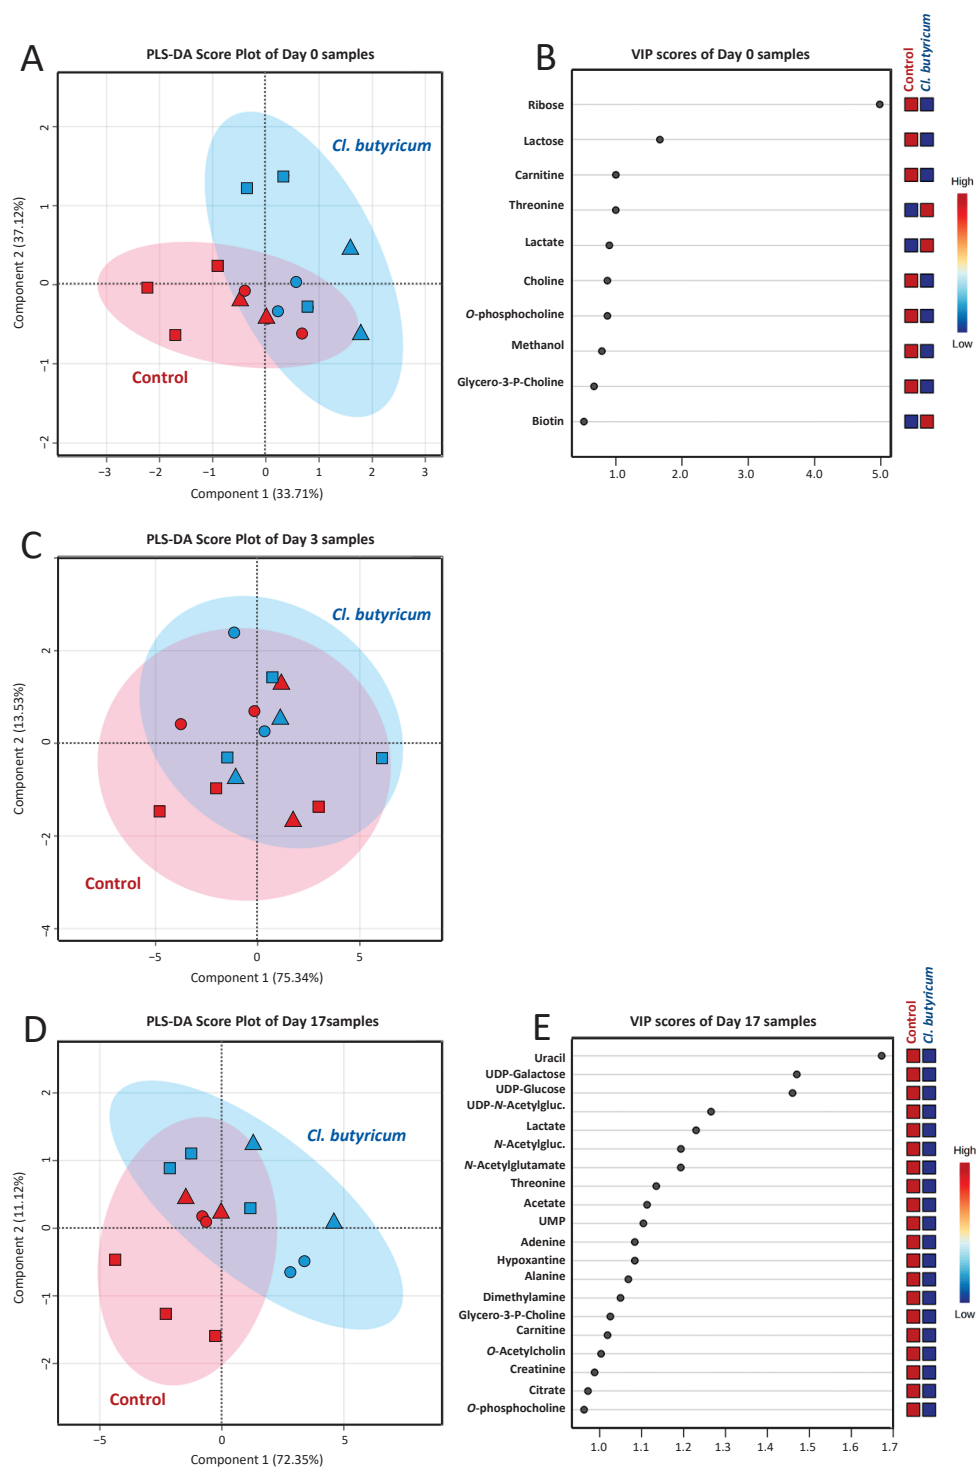 A
PLS-DA Score Plot of Day 0 samples
Cl. butyricum
Control
Component 2 (37.12%)
2
1
0
−1
−2
−3
−2
−1
0
1
2
3
Component 1 (33.71%)
B
VIP scores of Day 0 samples
Control
Cl. butyricum
Ribose
Lactose
Carnitine
Threonine
Lactate
Choline
O-phosphocholine
Methanol
Glycero-3-P-Choline
Biotin
1.0
2.0
3.0
4.0
5.0
High
Low
C
PLS-DA Score Plot of Day 3 samples
Cl. butyricum
Control
Component 2 (13.53%)
2
0
−2
−4
−5
0
5
Component 1 (75.34%)
D
PLS-DA Score Plot of Day 17samples
Cl. butyricum
Control
Component 2 (11.12%)
2
1
0
−1
−2
−5
0
5
Component 1 (72.35%)
E
VIP scores of Day 17 samples
Control
Cl. butyricum
Uracil
UDP-Galactose
UDP-Glucose
UDP-N-Acetylgluc.
Lactate
N-Acetylgluc.
N-Acetylglutamate
Threonine
Acetate
UMP
Adenine
Hypoxantine
Alanine
Dimethylamine
Glycero-3-P-Choline
Carnitine
O-Acetylcholin
Creatinine
Citrate
O-phosphocholine
1.0
1.1
1.2
1.3
1.4
1.5
1.6
1.7
High
Low